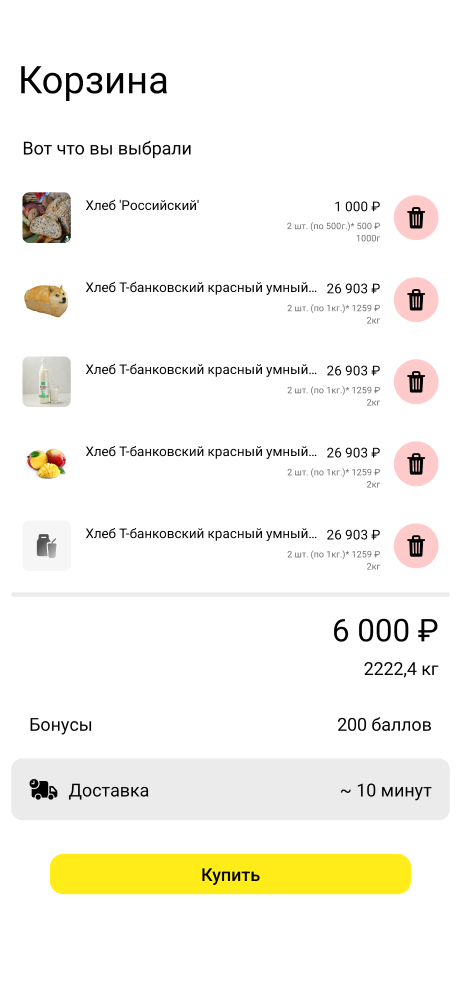 Корзина
Вот что вы выбрали
Хлеб 'Российский' 1 000 ₽
2 шт. (по 500г.)* 500 ₽
1000г
Хлеб Т-банковский красный умный... 26 903 ₽
2 шт. (по 1кг.)* 1259 ₽
2кг
Хлеб Т-банковский красный умный... 26 903 ₽
2 шт. (по 1кг.)* 1259 ₽
2кг
Хлеб Т-банковский красный умный... 26 903 ₽
2 шт. (по 1кг.)* 1259 ₽
2кг
Хлеб Т-банковский красный умный... 26 903 ₽
2 шт. (по 1кг.)* 1259 ₽
2кг
6 000 ₽
2222,4 кг
Бонусы 200 баллов
Доставка ~ 10 минут
Купить